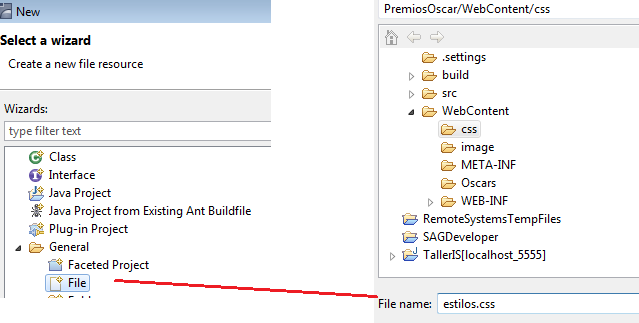 New
Select a wizard
Create a new file resource
Wizards:
type filter text
Class
Interface
Java Project
Java Project from Existing Ant Buildfile
Plug-in Project
General
Faceted Project
File
PremiosOscar/WebContent/css
.settings
build
src
WebContent
css
image
META-INF
Oscars
WEB-INF
RemoteSystemsTempFiles
SAGDeveloper
TallerIS[localhost_5555]
File name: estilos.css